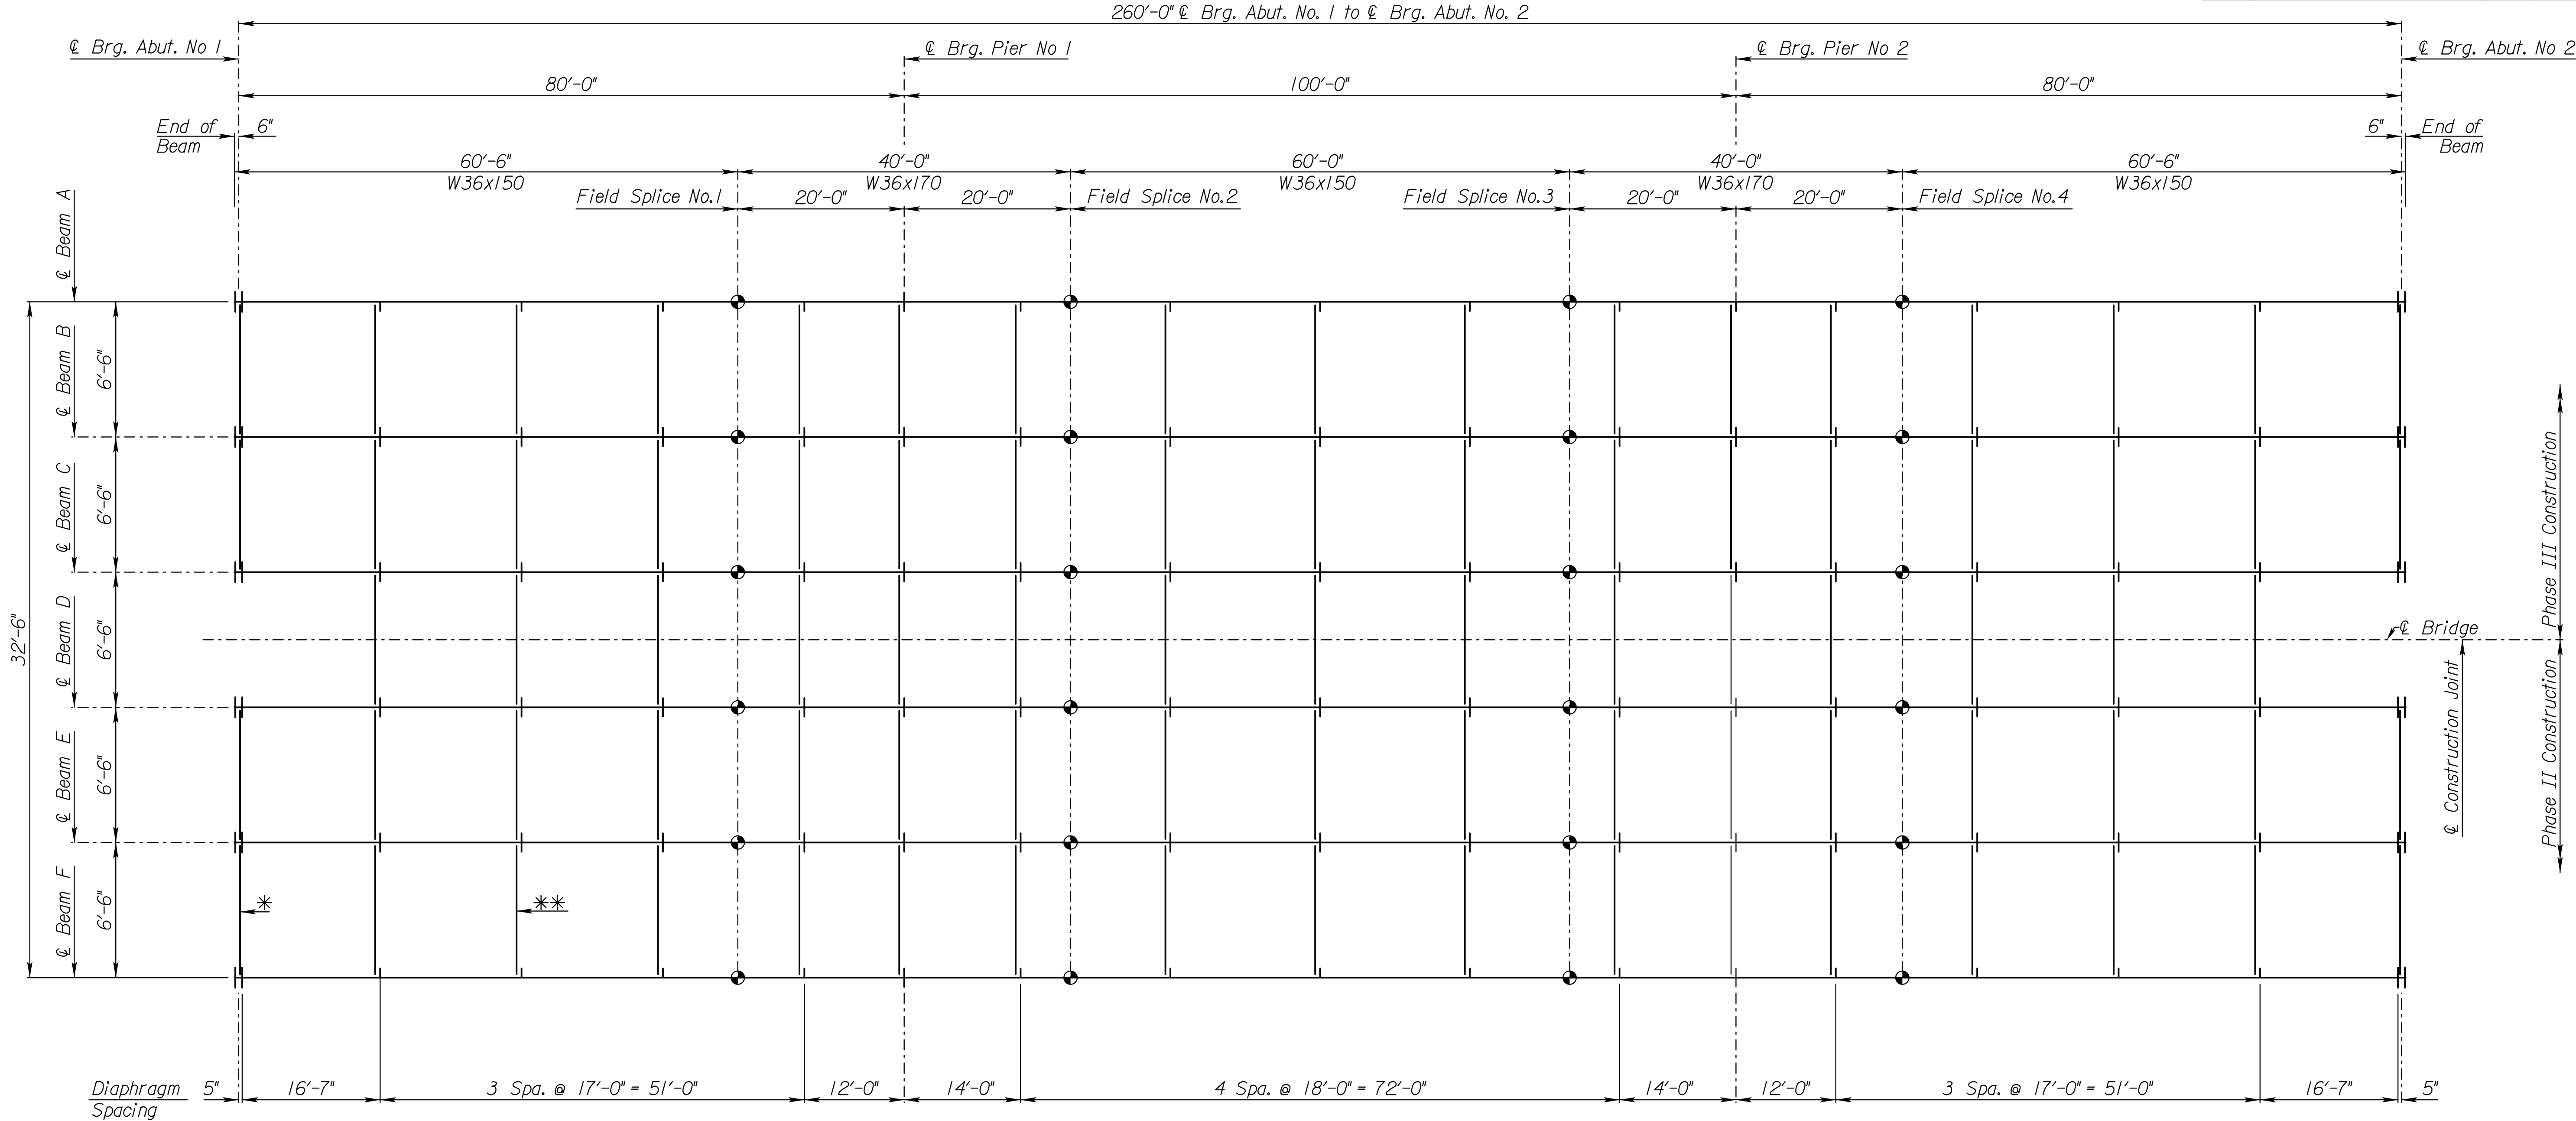 260'-0" ℄ Brg. Abut. No. 1 to ℄ Brg. Abut. No. 2
℄ Brg. Abut. No 1
℄ Brg. Pier No 1
℄ Brg. Pier No 2
℄ Brg. Abut. No 2
80'-0"
100'-0"
80'-0"
End of
Beam
6"
6"
End of
Beam
60'-6"
W36x150
40'-0"
W36x170
60'-0"
W36x150
40'-0"
W36x170
60'-6"
W36x150
Field Splice No.1
20'-0"
20'-0"
Field Splice No.2
Field Splice No.3
20'-0"
20'-0"
Field Splice No.4
℄ Beam A
℄ Beam B
℄ Beam C
℄ Beam D
℄ Beam E
℄ Beam F
6'-6"
6'-6"
6'-6"
6'-6"
6'-6"
32'-6"
*
**
℄ Bridge
℄ Construction Joint
Phase III Construction
Phase II Construction
Diaphragm
Spacing
5"
16'-7"
3 Spa. @ 17'-0" = 51'-0"
12'-0"
14'-0"
4 Spa. @ 18'-0" = 72'-0"
14'-0"
12'-0"
3 Spa. @ 17'-0" = 51'-0"
16'-7"
5"